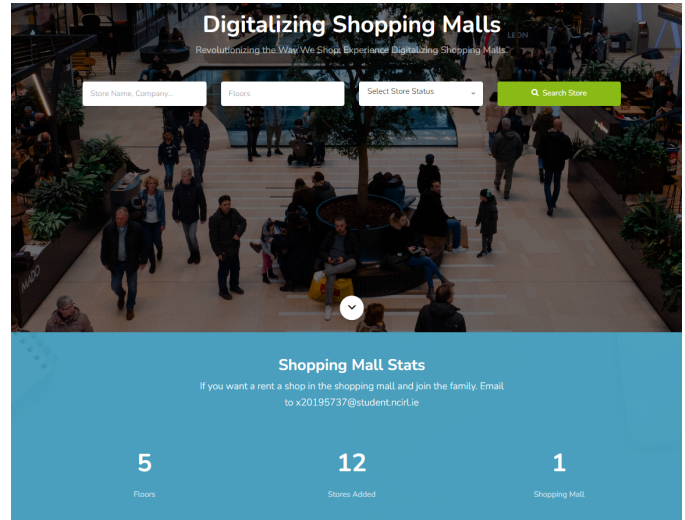 Digitalizing Shopping Malls
LEON
Revolutionizing the Way We Shop: Experience Digitalizing Shopping Malls.
Store Name, Company...
Floors
Select Store Status
Search Store
MADO
Shopping Mall Stats
If you want a rent a shop in the shopping mall and join the family. Email
to x20195737@student.ncirl.ie
5
12
1
Floors
Stores Added
Shopping Mall